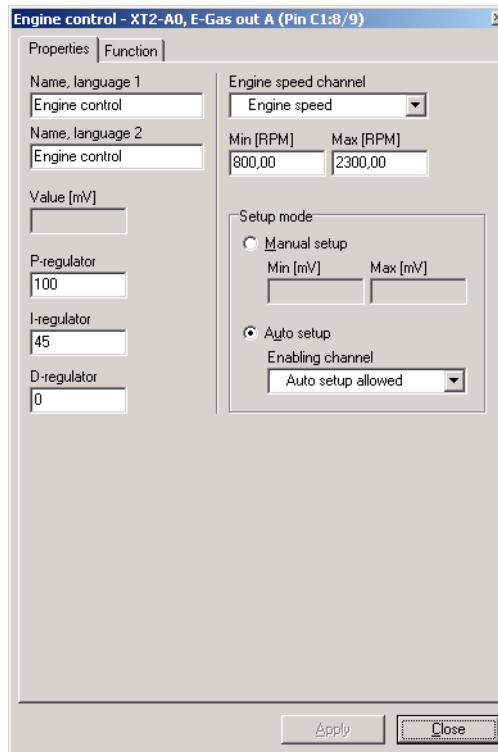 Engine control - XT2-A0, E-Gas out A (Pin C1:8/9)
Properties Function
Name, language 1
Engine control
Name, language 2
Engine control
Value [mV]
P-regulator
100
I-regulator
45
D-regulator
0
Engine speed channel
Engine speed
Min [RPM] Max [RPM]
800,00 2300,00
Setup mode
Manual setup
Min [mV] Max [mV]
Auto setup
Enabling channel
Auto setup allowed
Apply Close